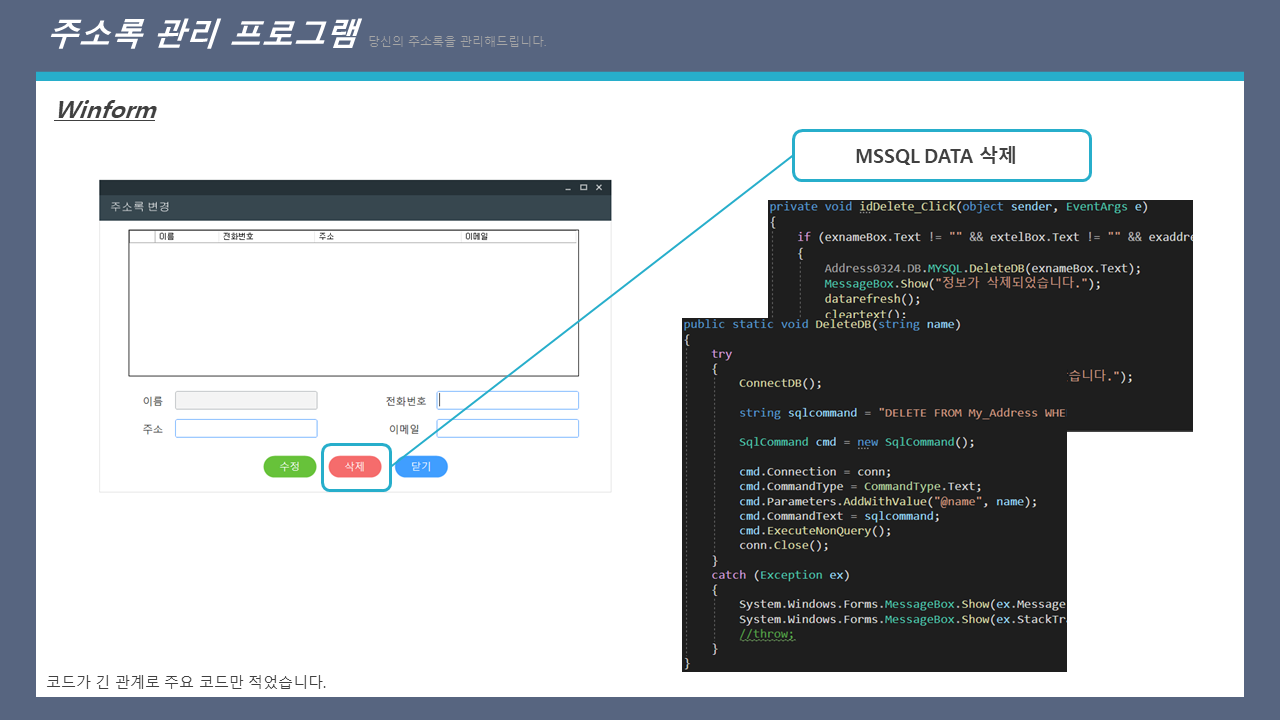 주소록 관리 프로그램 당신의 주소록을 관리해드립니다.
Winform
MSSQL DATA 삭제
주소록 변경
이름 전화번호 주소 이메일
이름
전화번호
주소
이메일
수정 삭제 닫기
private void idDelete_Click(object sender, EventArgs e)
{
if (exnameBox.Text != "" && extelBox.Text != "" && exaddre
{
Address0324.DB.MYSQL.DeleteDB(exnameBox.Text);
MessageBox.Show("정보가 삭제되었습니다.");
datarefresh();
cleartext();
습니다.");
public static void DeleteDB(string name)
{
try
{
ConnectDB();
string sqlcommand = "DELETE FROM My_Address WHE
SqlCommand cmd = new SqlCommand();
cmd.Connection = conn;
cmd.CommandType = CommandType.Text;
cmd.Parameters.AddWithValue("@name", name);
cmd.CommandText = sqlcommand;
cmd.ExecuteNonQuery();
conn.Close();
}
catch (Exception ex)
{
System.Windows.Forms.MessageBox.Show(ex.Message
System.Windows.Forms.MessageBox.Show(ex.StackTra
//throw;
}
}
코드가 긴 관계로 주요 코드만 적었습니다.